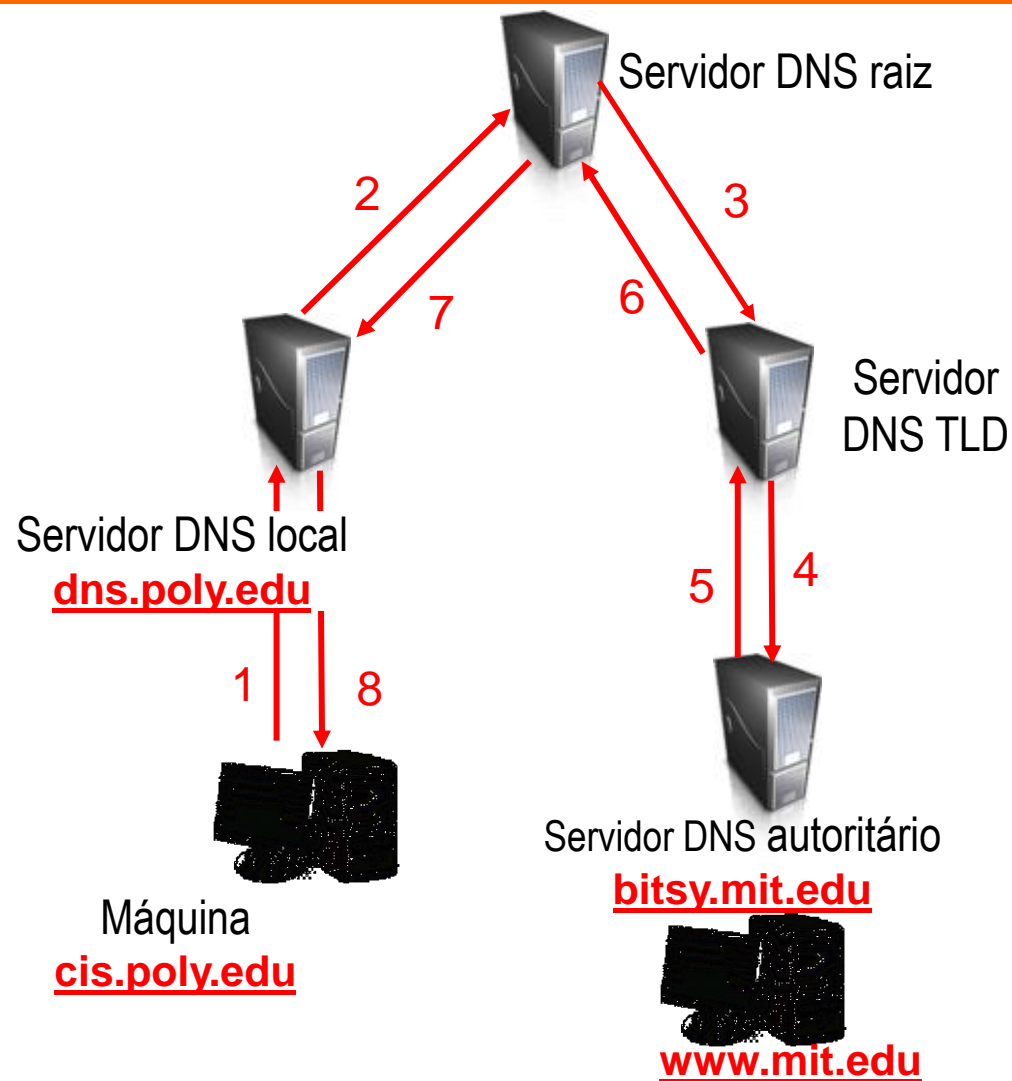 Servidor DNS raiz
2
3
7
6
Servidor
DNS TLD
Servidor DNS local
dns.poly.edu
5
4
1
8
Servidor DNS autoritário
bitsy.mit.edu
Máquina
cis.poly.edu
www.mit.edu